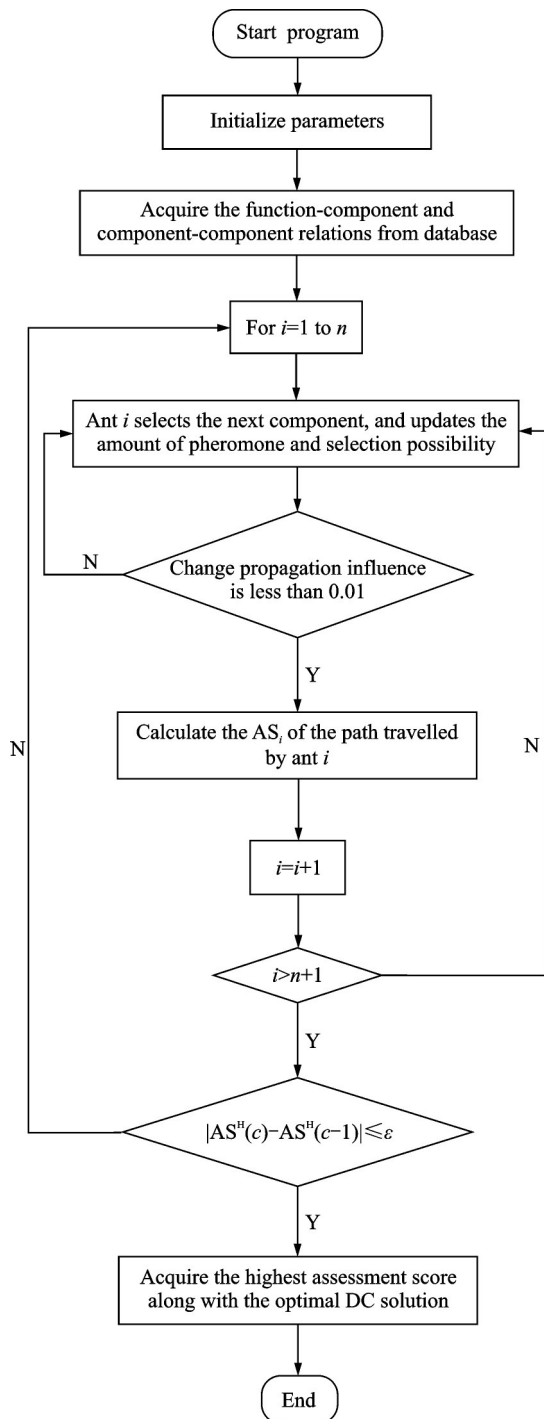 Start program
Initialize parameters
Acquire the function-component and
component-component relations from database
For i=1 to n
Ant i selects the next component, and updates the
amount of pheromone and selection possibility
N
Change propagation influence
is less than 0.01
Y
Calculate the ASᵢ of the path travelled
by ant i
N
N
i=i+1
i>n+1
Y
|ASᴴ(c)−ASᴴ(c−1)|≤ε
Y
Acquire the highest assessment score
along with the optimal DC solution
End